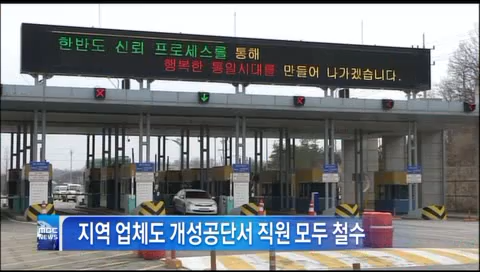 한반도 신뢰 프로세스를 통해
행복한 통일시대를 만들어 나가겠습니다.
MBC
NEWS
지역 업체도 개성공단서 직원 모두 철수